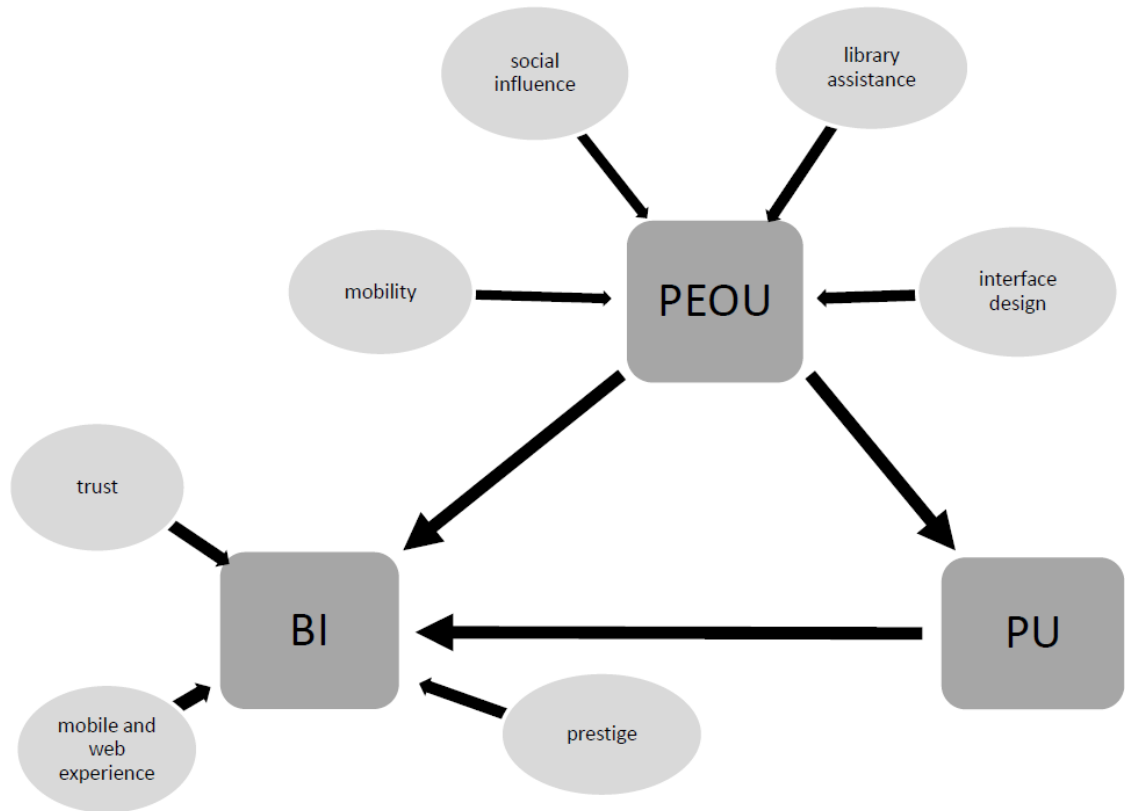 social
influence
library
assistance
mobility
PEOU
interface
design
trust
BI
PU
mobile and
web
experience
prestige